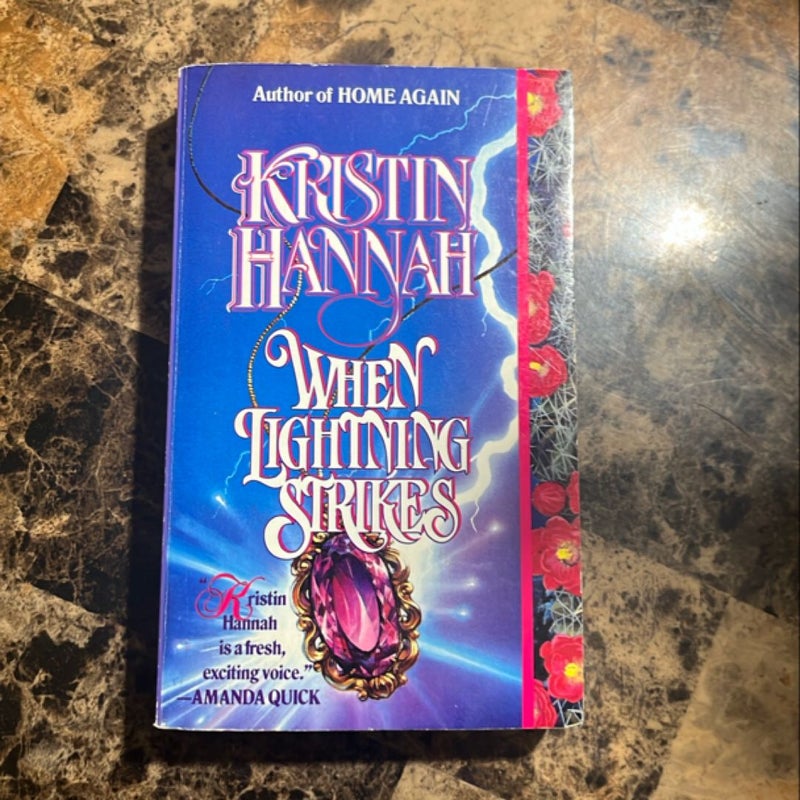 Author of HOME AGAIN
KRISTIN
HANNAH
WHEN
LIGHTNING
STRIKES
"Kristin
Hannah
is a fresh,
exciting voice."
—AMANDA QUICK